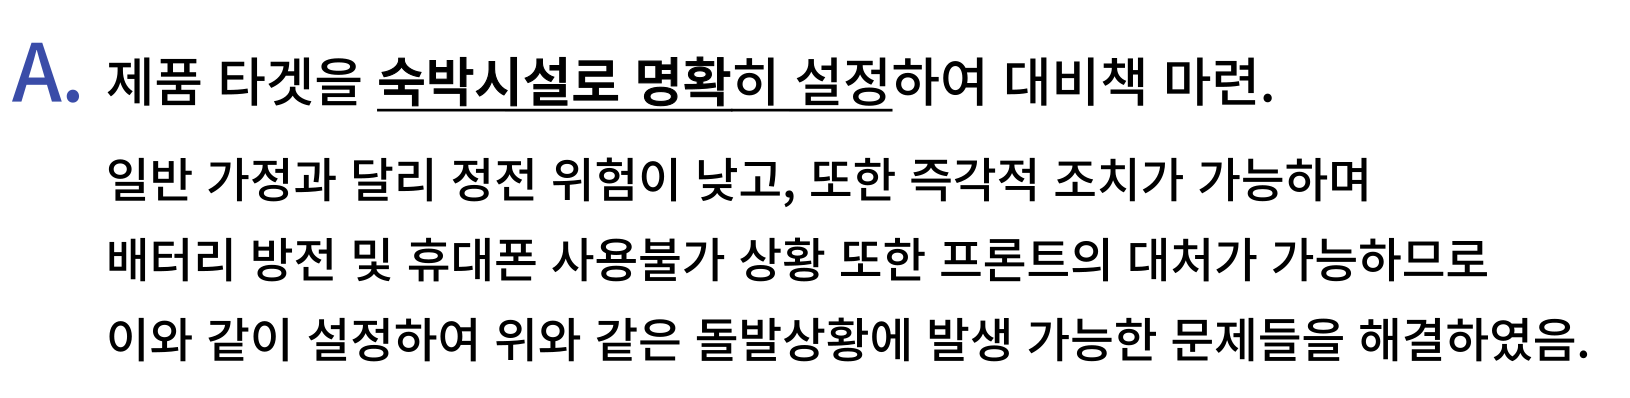 A. 제품 타겟을 숙박시설로 명확히 설정하여 대비책 마련.
일반 가정과 달리 정전 위험이 낮고, 또한 즉각적 조치가 가능하며
배터리 방전 및 휴대폰 사용불가 상황 또한 프론트의 대처가 가능하므로
이와 같이 설정하여 위와 같은 돌발상황에 발생 가능한 문제들을 해결하였음.